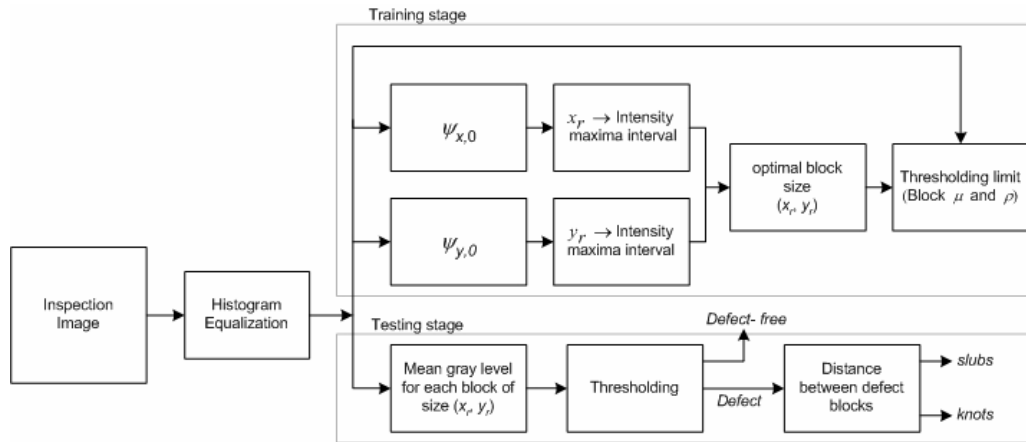 Training stage
ψx,0
xr → Intensity
maxima interval
optimal block
size
(xr, yr)
Thresholding limit
(Block μ and ρ)
ψy,0
yr → Intensity
maxima interval
Inspection
Image
Histogram
Equalization
Testing stage
Defect- free
Mean gray level
for each block of
size (xr, yr)
Thresholding
Defect
Distance
between defect
blocks
slubs
knots